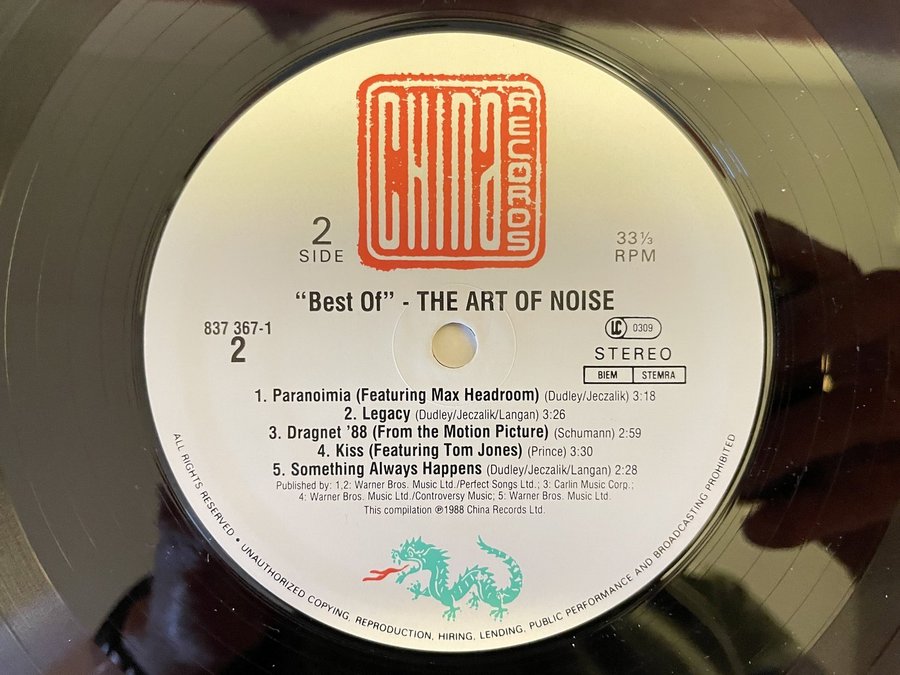 CHINA RECORDS
2
SIDE
33⅓
RPM
“Best Of” - THE ART OF NOISE
837 367-1
2
LC 0309
STEREO
BIEM STEMRA
1. Paranoimia (Featuring Max Headroom) (Dudley/Jeczalik) 3:18
2. Legacy (Dudley/Jeczalik/Langan) 3:26
3. Dragnet ’88 (From the Motion Picture) (Schumann) 2:59
4. Kiss (Featuring Tom Jones) (Prince) 3:30
5. Something Always Happens (Dudley/Jeczalik/Langan) 2:28
Published by: 1,2: Warner Bros. Music Ltd./Perfect Songs Ltd.; 3: Carlin Music Corp.;
4: Warner Bros. Music Ltd./Controversy Music; 5: Warner Bros. Music Ltd.
This compilation ℗1988 China Records Ltd.
ALL RIGHTS RESERVED • UNAUTHORIZED COPYING, REPRODUCTION, HIRING, LENDING, PUBLIC PERFORMANCE AND BROADCASTING PROHIBITED